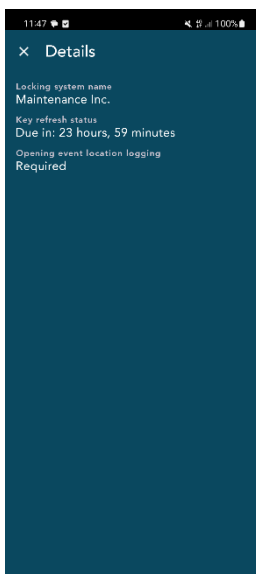 11:47 100%
Details
Locking system name
Maintenance Inc.
Key refresh status
Due in: 23 hours, 59 minutes
Opening event location logging
Required